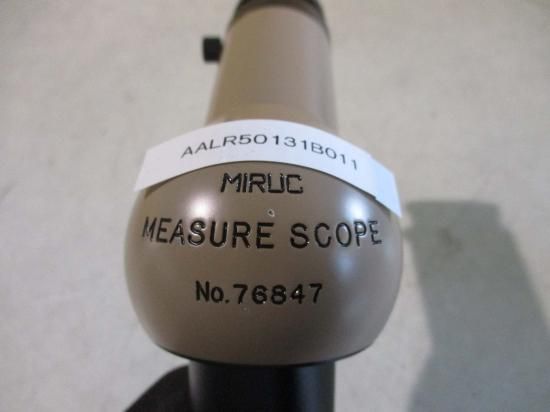 AALR50131B011
MIRUC
MEASURE SCOPE
No.76847